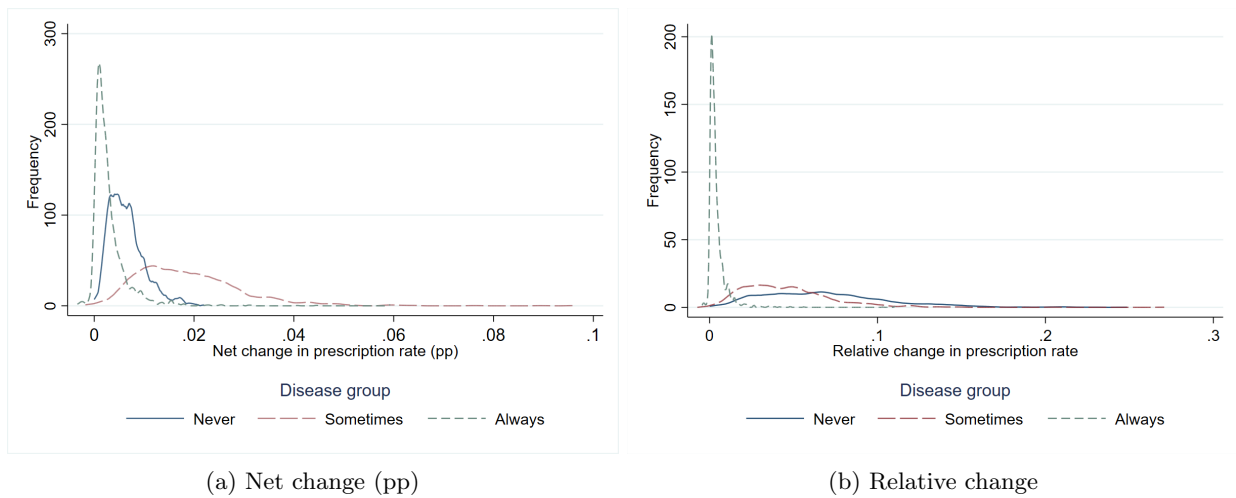 300
200
100
0
Frequency
0
.02
.04
.06
.08
.1
Net change in prescription rate (pp)
Disease group
Never
Sometimes
Always
(a) Net change (pp)
200
150
100
50
0
Frequency
0
.1
.2
.3
Relative change in prescription rate
Disease group
Never
Sometimes
Always
(b) Relative change